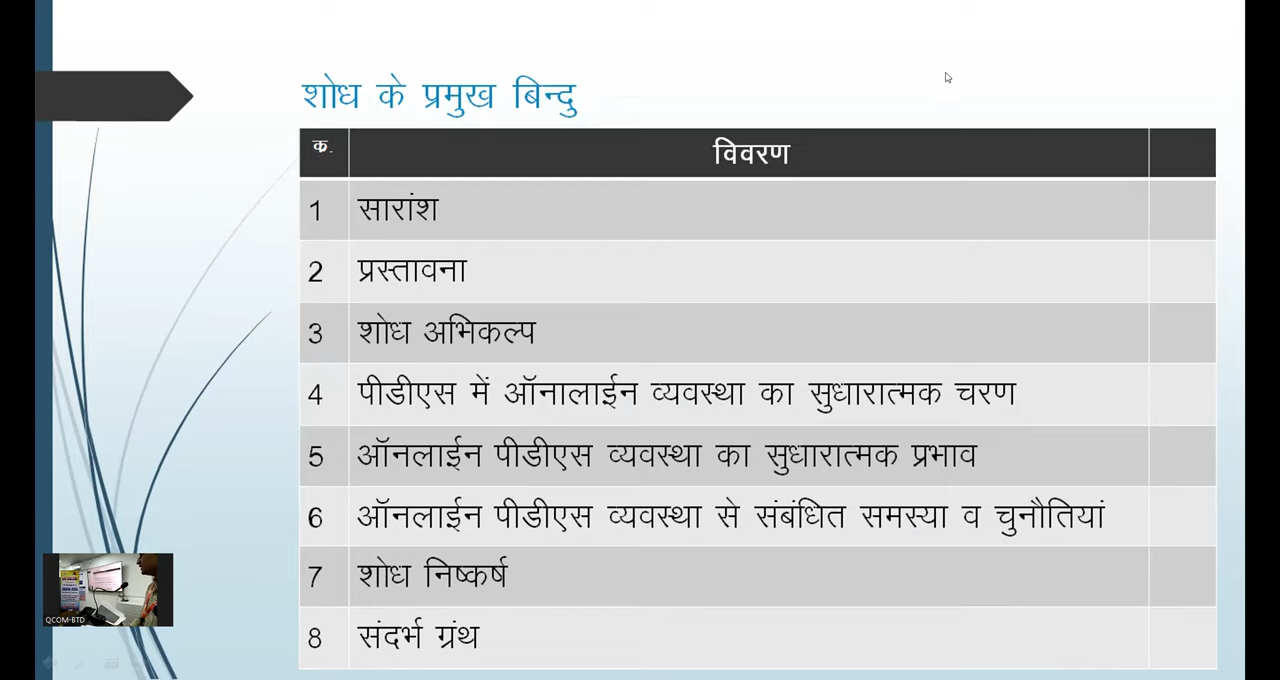 शोध के प्रमुख बिन्दु
क. विवरण
1 सारांश
2 प्रस्तावना
3 शोध अभिकल्प
4 पीडीएस में ऑनालाईन व्यवस्था का सुधारात्मक चरण
5 ऑनलाईन पीडीएस व्यवस्था का सुधारात्मक प्रभाव
6 ऑनलाईन पीडीएस व्यवस्था से संबंधित समस्या व चुनौतियां
7 शोध निष्कर्ष
8 संदर्भ ग्रंथ
QCOM-BTD